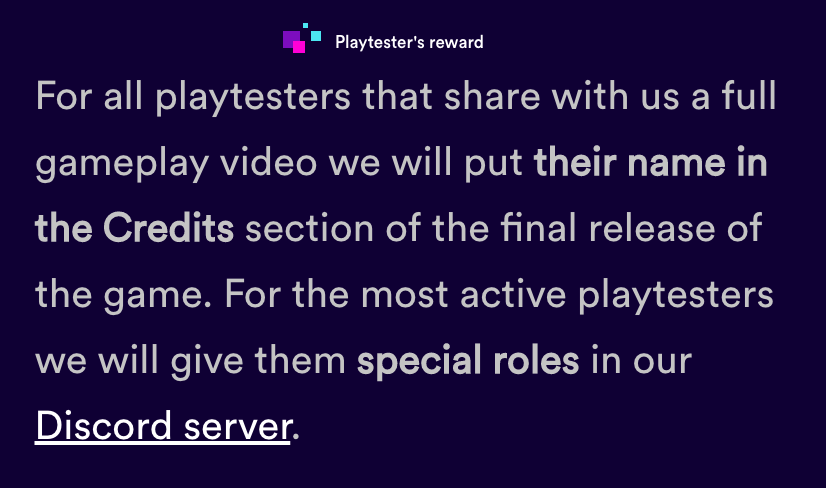 Playtester's reward
For all playtesters that share with us a full
gameplay video we will put their name in
the Credits section of the final release of
the game. For the most active playtesters
we will give them special roles in our
Discord server.